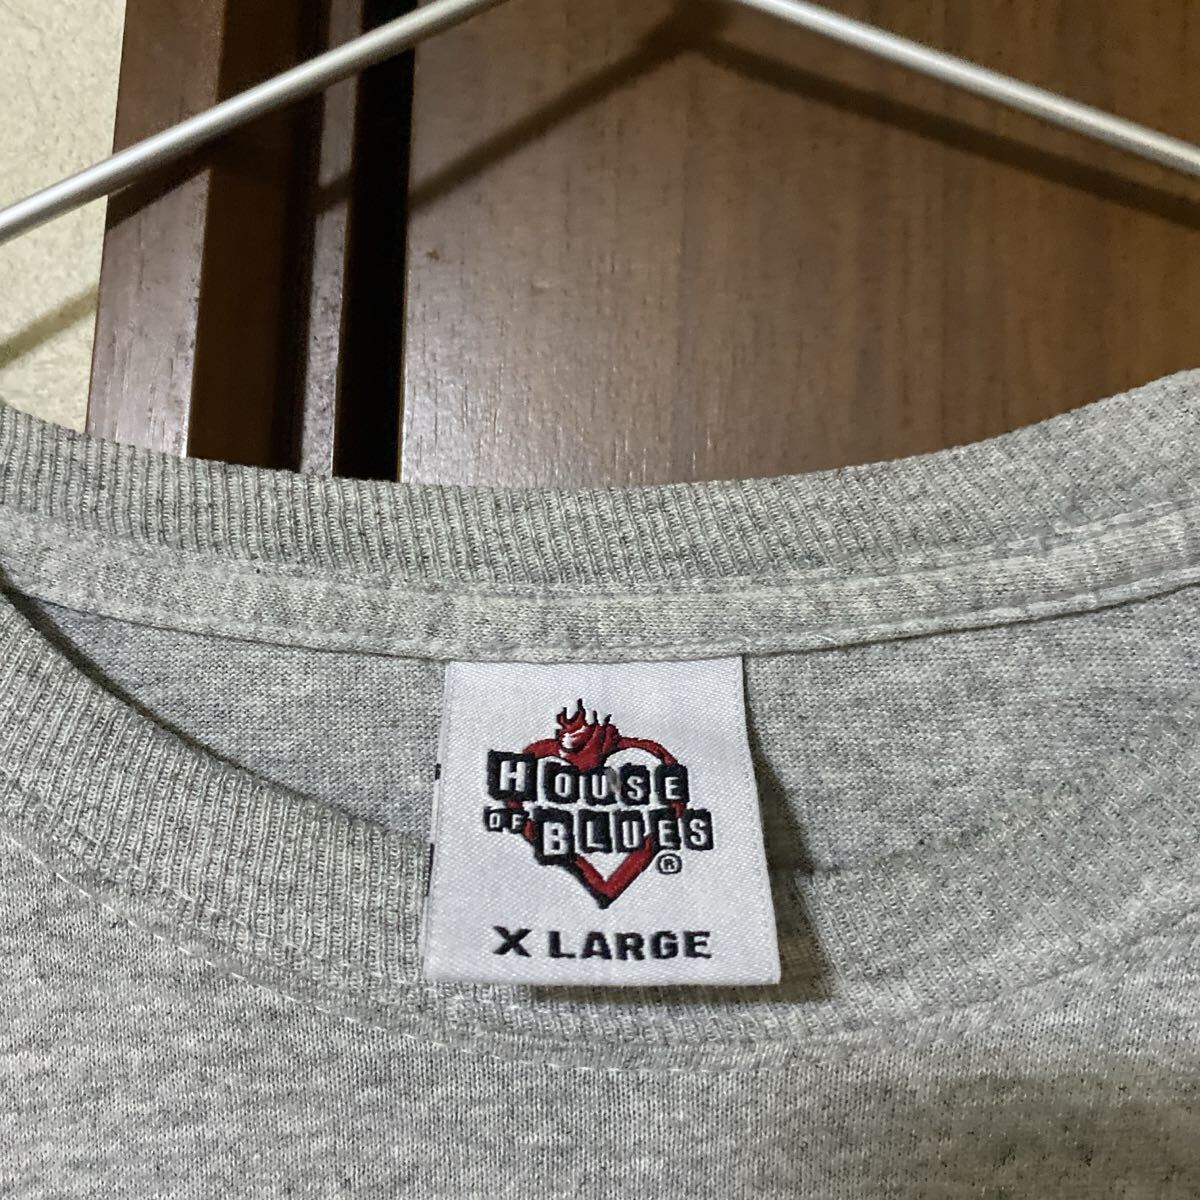 HOUSE
OF BLUES
®
X LARGE